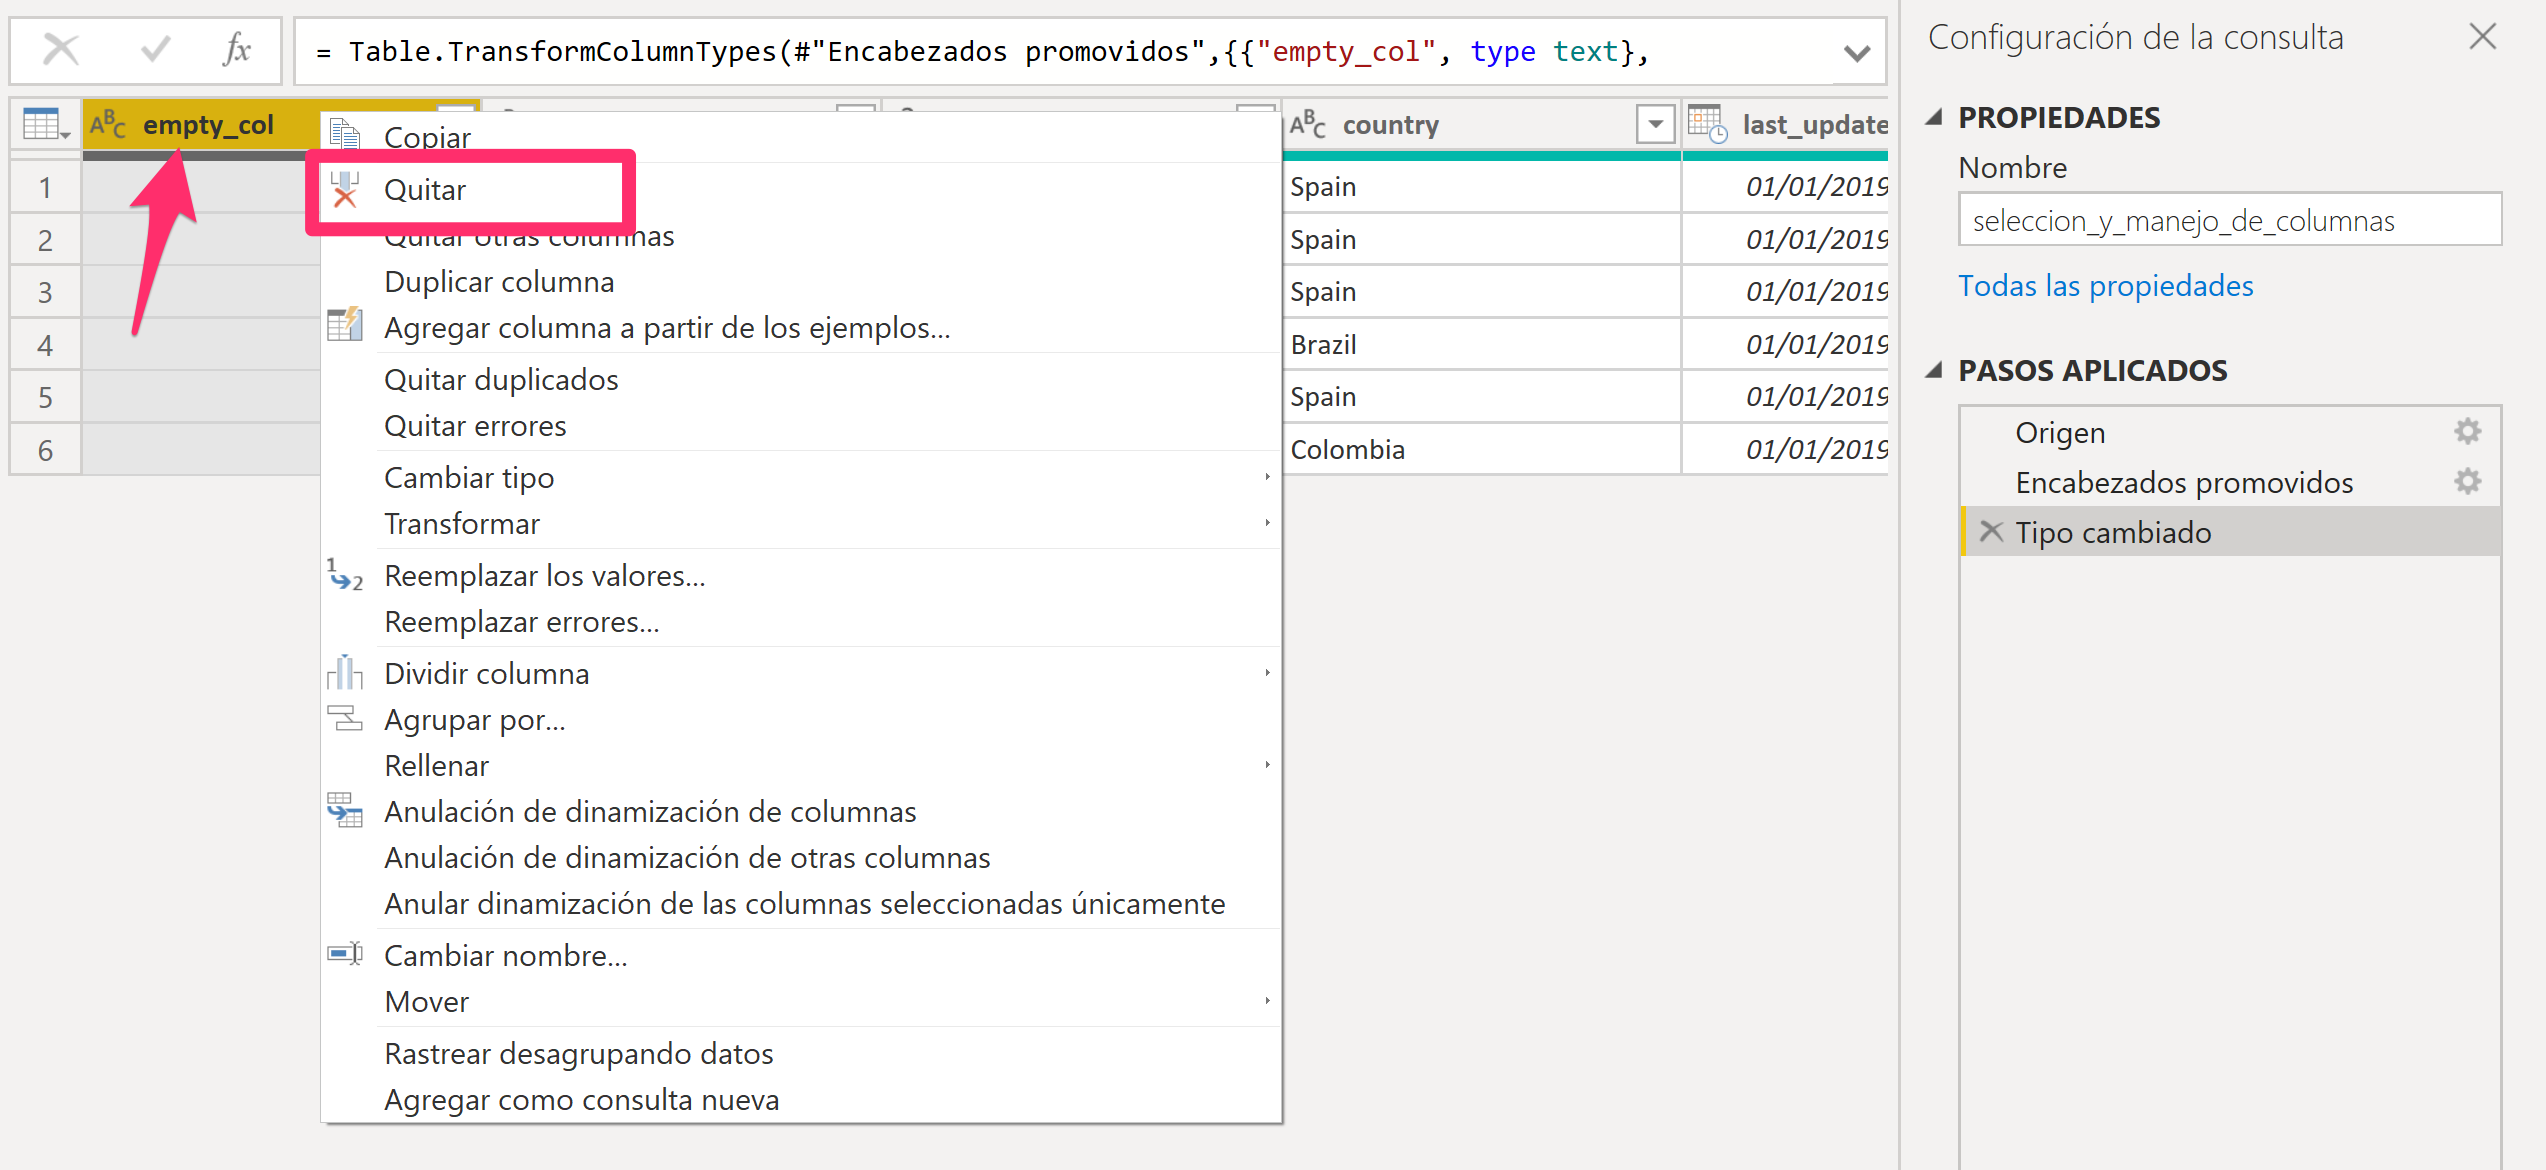 fx
= Table.TransformColumnTypes(#"Encabezados promovidos",{{"empty_col", type text},
ABC empty_col
ABC country
last_update
1
Spain
01/01/2019
2
Spain
01/01/2019
3
Spain
01/01/2019
4
Brazil
01/01/2019
5
Spain
01/01/2019
6
Colombia
01/01/2019
Copiar
Quitar
Quitar otras columnas
Duplicar columna
Agregar columna a partir de los ejemplos...
Quitar duplicados
Quitar errores
Cambiar tipo
Transformar
1 2
Reemplazar los valores...
Reemplazar errores...
Dividir columna
Agrupar por...
Rellenar
Anulación de dinamización de columnas
Anulación de dinamización de otras columnas
Anular dinamización de las columnas seleccionadas únicamente
Cambiar nombre...
Mover
Rastrear desagrupando datos
Agregar como consulta nueva
Configuración de la consulta
PROPIEDADES
Nombre
seleccion_y_manejo_de_columnas
Todas las propiedades
PASOS APLICADOS
Origen
Encabezados promovidos
Tipo cambiado